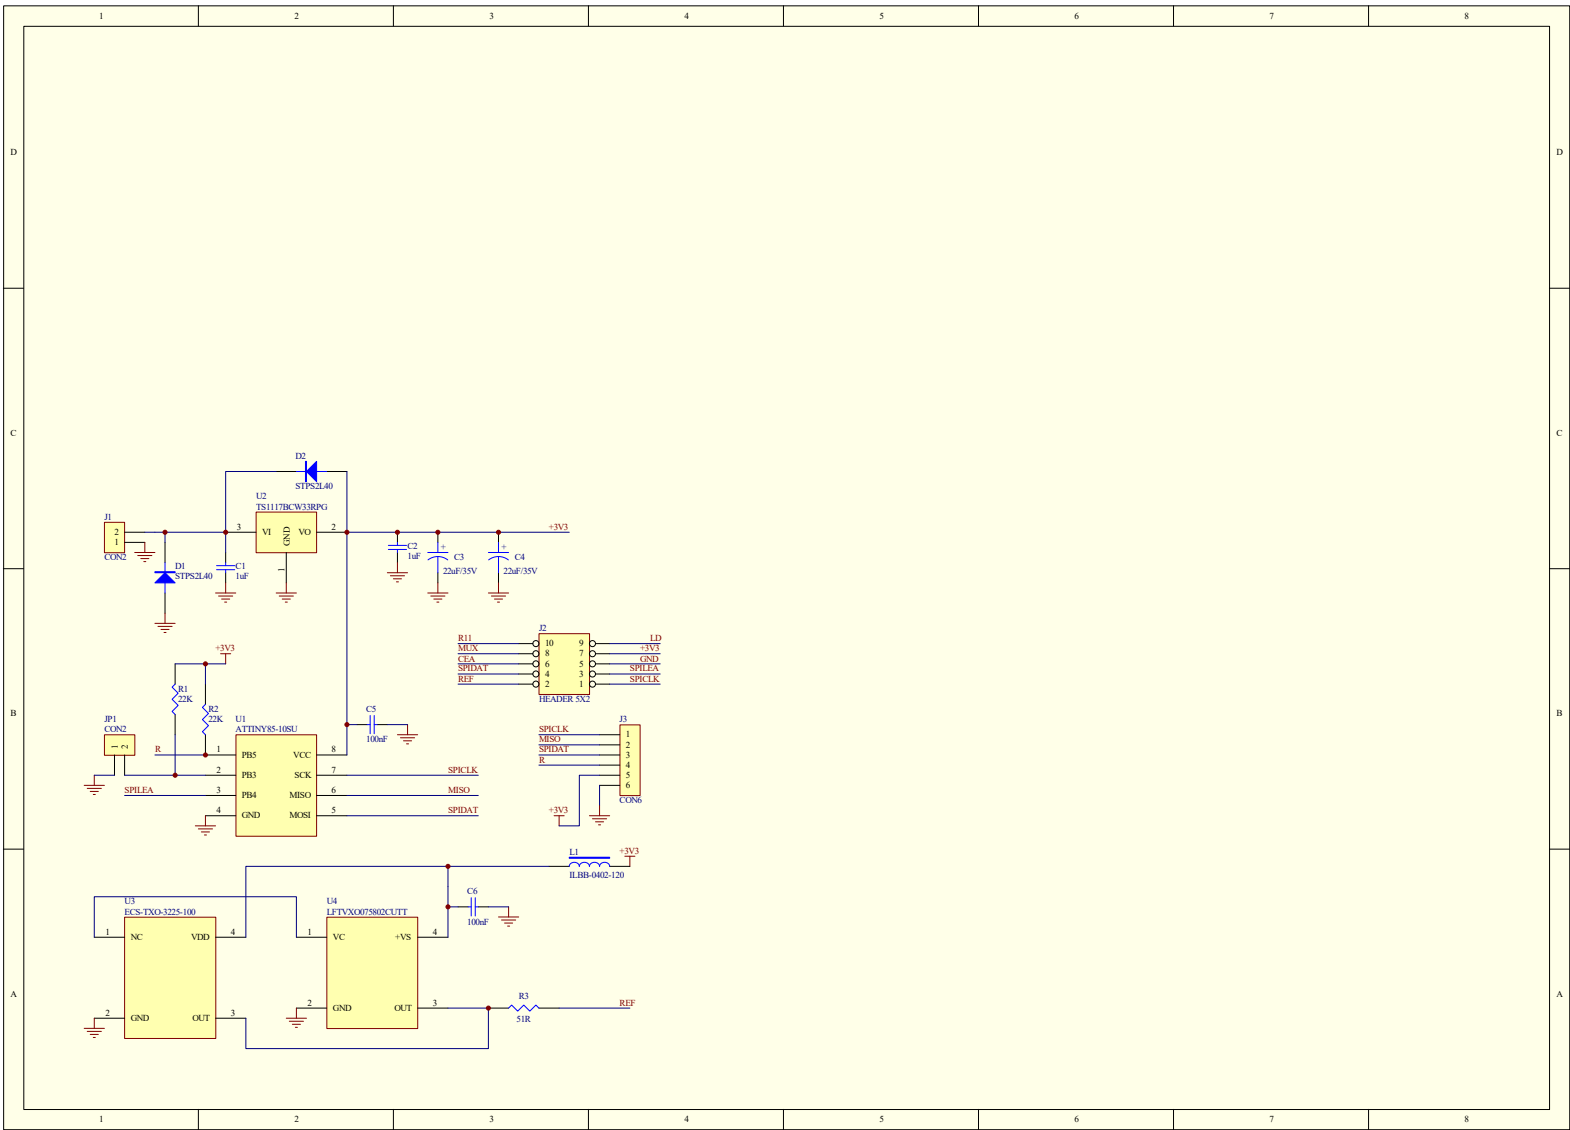 1 2 3 4 5 6 7 8
D D
C C
D2
STPS2L40
U2
TS1117BCW33RPG
J1
2
1
CON2
3 VI GND VO 2
1
+3V3
D1
STPS2L40
C1
1uF
C2
1uF
+
C3
22uF/35V
+
C4
22uF/35V
J2
R11 10 9 LD
MUX 8 7 +3V3
CEA 6 5 GND
SPIDAT 4 3 SPILEA
REF 2 1 SPICLK
HEADER 5X2
+3V3
R1
22K
R2
22K
B B
JP1
CON2
1 2
U1
ATTINY85-10SU
C5
100nF
R 1 PB5 VCC 8
2 PB3 SCK 7 SPICLK
SPILEA 3 PB4 MISO 6 MISO
4 GND MOSI 5 SPIDAT
J3
SPICLK 1
MISO 2
SPIDAT 3
R 4
5
6
CON6
+3V3
L1
ILBB-0402-120
+3V3
C6
100nF
U3
ECS-TXO-3225-100
1 NC VDD 4
2 GND OUT 3
U4
LFTVXO075802CUTT
1 VC +VS 4
2 GND OUT 3
R3
51R
REF
A A
1 2 3 4 5 6 7 8